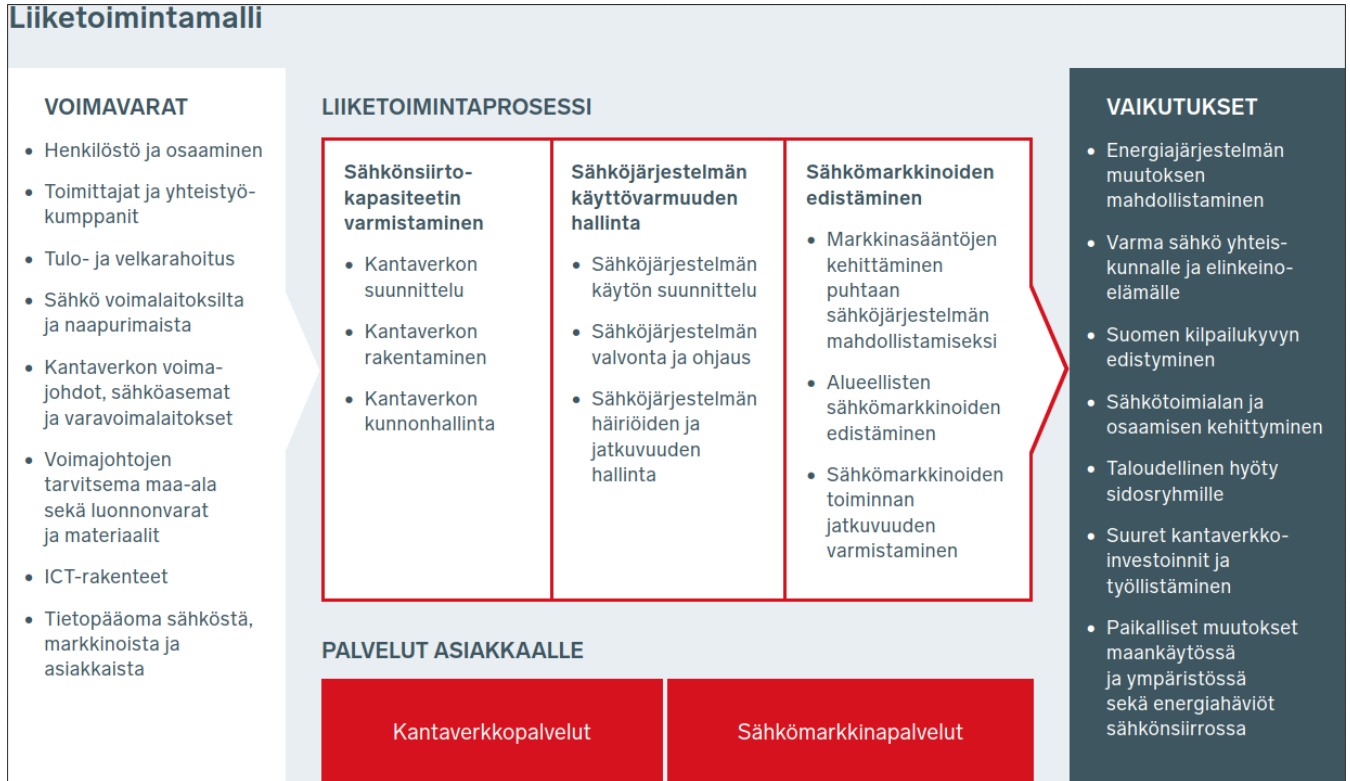 Liiketoimintamalli
VOIMAVARAT
• Henkilöstö ja osaaminen
• Toimittajat ja yhteistyö-
kumppanit
• Tulo- ja velkarahoitus
• Sähkö voimalaitoksilta
ja naapurimaista
• Kantaverkon voima-
johdot, sähköasemat
ja varavoimalaitokset
• Voimajohtojen
tarvitsema maa-ala
sekä luonnonvarat
ja materiaalit
• ICT-rakenteet
• Tietopääoma sähköstä,
markkinoista ja
asiakkaista
LIIKETOIMINTAPROSESSI
Sähkönsiirto-
kapasiteetin
varmistaminen
• Kantaverkon
suunnittelu
• Kantaverkon
rakentaminen
• Kantaverkon
kunnonhallinta
Sähköjärjestelmän
käyttövarmuuden
hallinta
• Sähköjärjestelmän
käytön suunnittelu
• Sähköjärjestelmän
valvonta ja ohjaus
• Sähköjärjestelmän
häiriöiden ja
jatkuvuuden
hallinta
Sähkömarkkinoiden
edistäminen
• Markkinasääntöjen
kehittäminen
puhtaan
sähköjärjestelmän
mahdollistamiseksi
• Alueellisten
sähkömarkkinoiden
edistäminen
• Sähkömarkkinoiden
toiminnan
jatkuvuuden
varmistaminen
PALVELUT ASIAKKAALLE
Kantaverkkopalvelut
Sähkömarkkinapalvelut
VAIKUTUKSET
• Energiajärjestelmän
muutoksen
mahdollistaminen
• Varma sähkö yhteis-
kunnalle ja elinkeino-
elämälle
• Suomen kilpailukyvyn
edistyminen
• Sähkötoimialan ja
osaamisen kehittyminen
• Taloudellinen hyöty
sidosryhmille
• Suuret kantaverkko-
investoinnit ja
työllistäminen
• Paikalliset muutokset
maankäytössä
ja ympäristössä
sekä energiahäviöt
sähkönsiirrossa